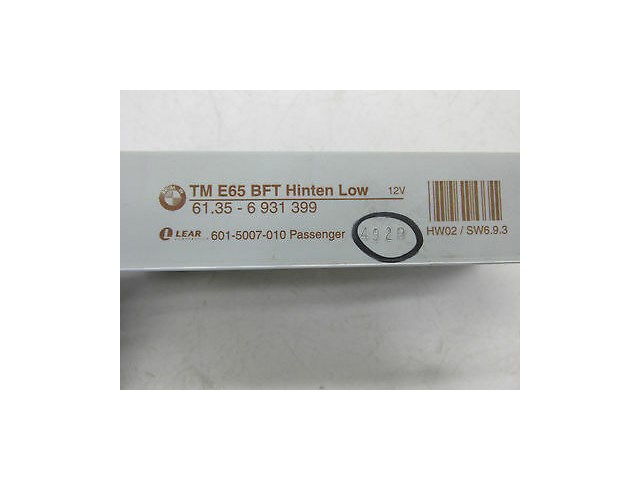 TM E65 BFT Hinten Low 12V
61.35 - 6 931 399
LEAR 601-5007-010 Passenger
HW02 / SW6.9.3